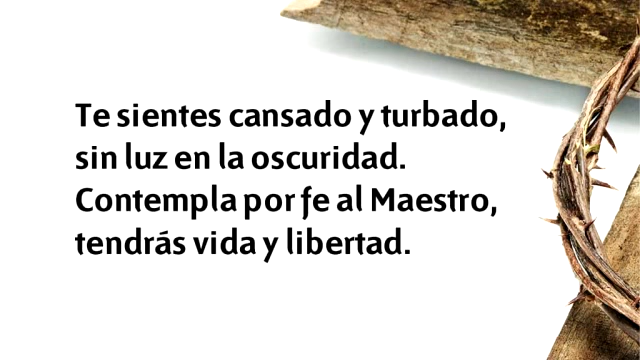 Te sientes cansado y turbado,
sin luz en la oscuridad.
Contempla por fe al Maestro,
tendrás vida y libertad.